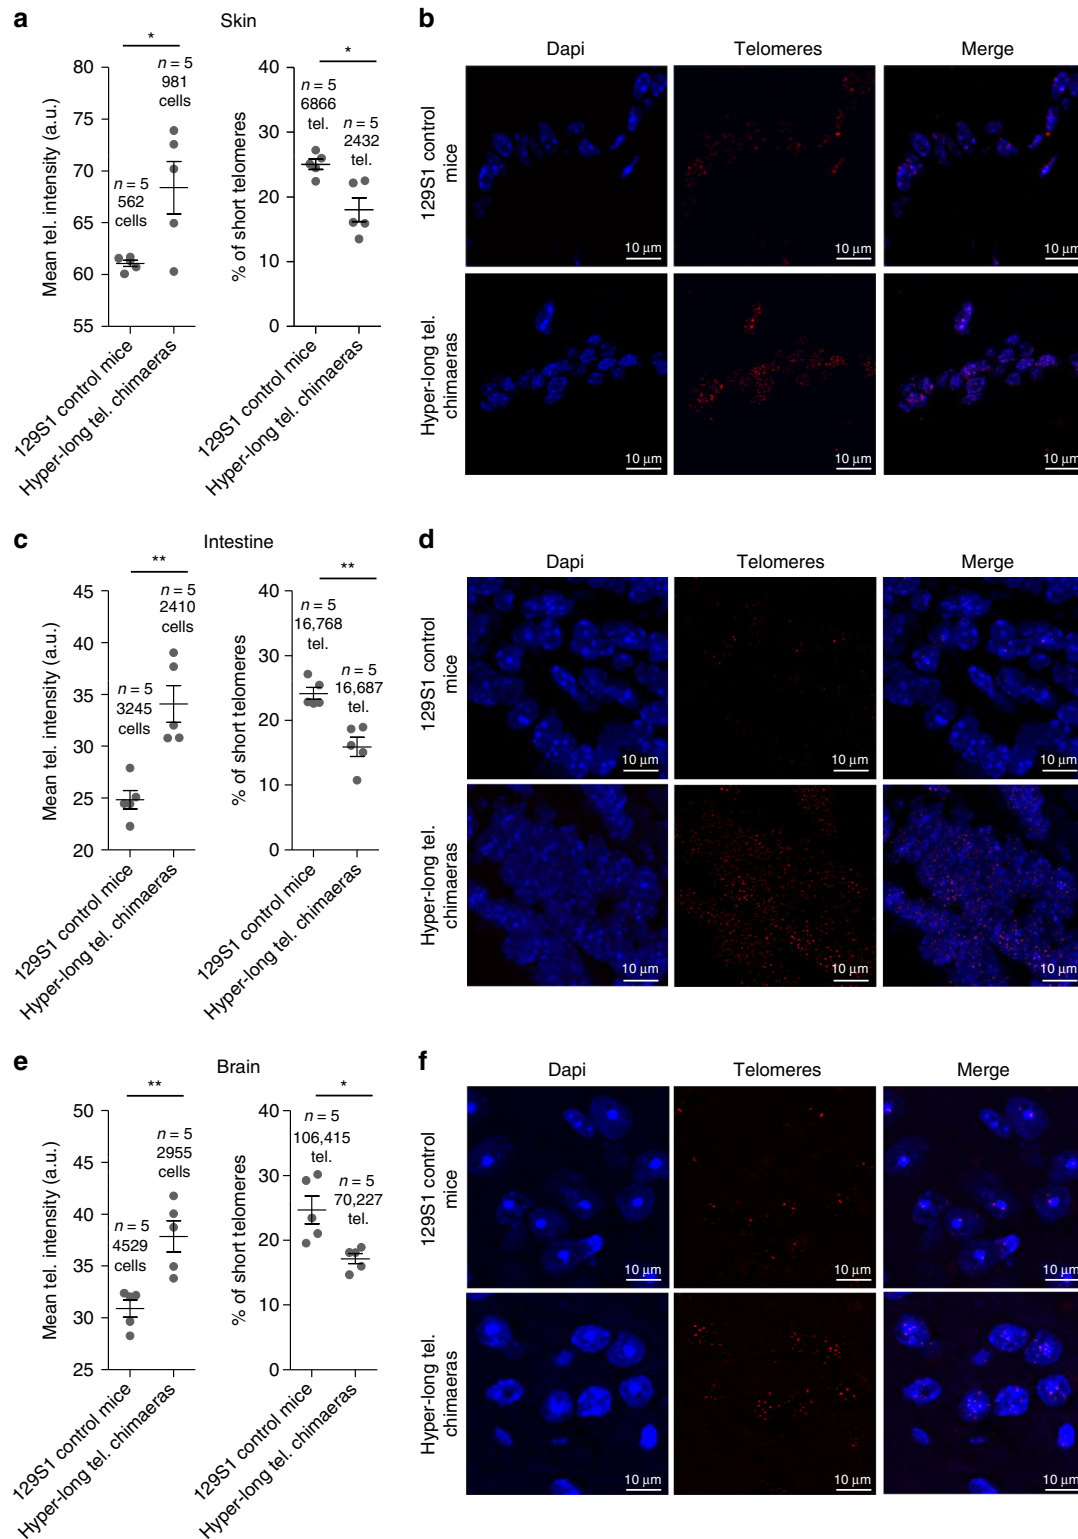 a
Skin
*
80
75
70
65
60
55
Mean tel. intensity (a.u.)
n = 5
562
cells
n = 5
981
cells
129S1 control mice
Hyper-long tel. chimaeras
*
40
30
20
10
0
% of short telomeres
n = 5
6866
tel.
n = 5
2432
tel.
129S1 control mice
Hyper-long tel. chimaeras
b
Dapi
Telomeres
Merge
129S1 control
mice
10 μm
10 μm
10 μm
Hyper-long tel.
chimaeras
10 μm
10 μm
10 μm
c
Intestine
**
45
40
35
30
25
20
Mean tel. intensity (a.u.)
n = 5
3245
cells
n = 5
2410
cells
129S1 control mice
Hyper-long tel. chimaeras
**
40
30
20
10
0
% of short telomeres
n = 5
16,768
tel.
n = 5
16,687
tel.
129S1 control mice
Hyper-long tel. chimaeras
d
Dapi
Telomeres
Merge
129S1 control
mice
10 μm
10 μm
10 μm
Hyper-long tel.
chimaeras
10 μm
10 μm
10 μm
e
Brain
**
50
45
40
35
30
25
Mean tel. intensity (a.u.)
n = 5
4529
cells
n = 5
2955
cells
129S1 control mice
Hyper-long tel. chimaeras
*
40
30
20
10
0
% of short telomeres
n = 5
106,415
tel.
n = 5
70,227
tel.
129S1 control mice
Hyper-long tel. chimaeras
f
Dapi
Telomeres
Merge
129S1 control
mice
10 μm
10 μm
10 μm
Hyper-long tel.
chimaeras
10 μm
10 μm
10 μm